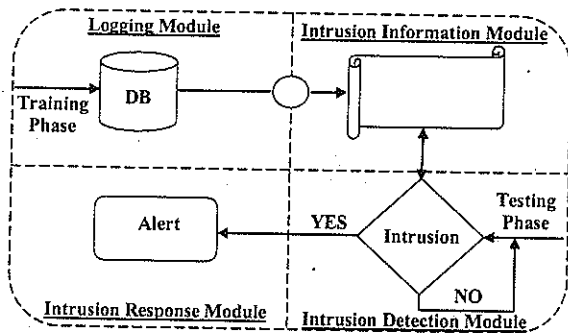 Logging Module
Intrusion Information Module
DB
Training
Phase
Testing
Phase
Alert
YES
Intrusion
NO
Intrusion Response Module
Intrusion Detection Module